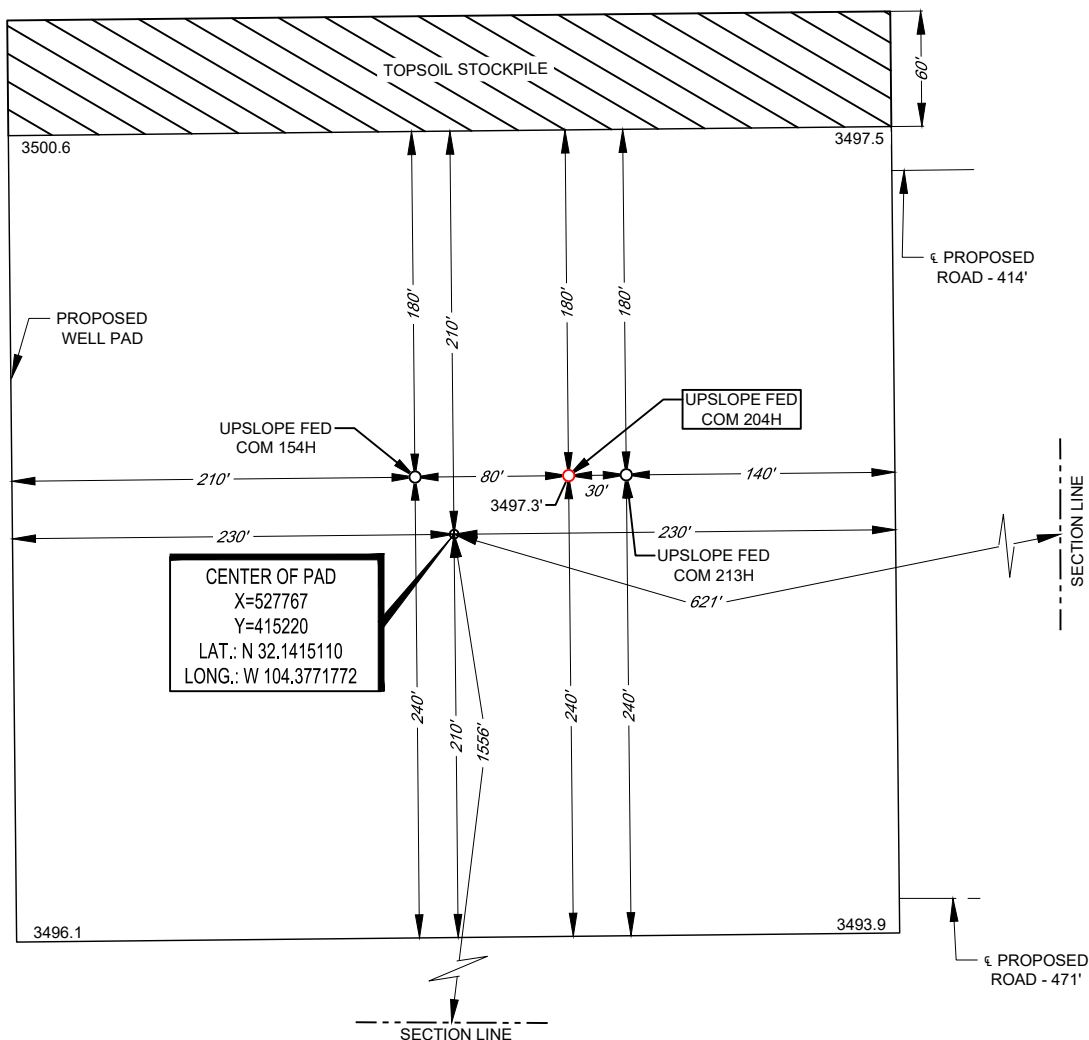 TOPSOIL STOCKPILE
60'
3500.6
3497.5
℄ PROPOSED
ROAD - 414'
180'
210'
180'
180'
PROPOSED
WELL PAD
UPSLOPE FED
COM 154H
UPSLOPE FED
COM 204H
210'
80'
30'
140'
3497.3'
230'
230'
UPSLOPE FED
COM 213H
621'
SECTION LINE
CENTER OF PAD
X=527767
Y=415220
LAT.: N 32.1415110
LONG.: W 104.3771772
240'
210'
1556'
240'
240'
3496.1
3493.9
℄ PROPOSED
ROAD - 471'
SECTION LINE